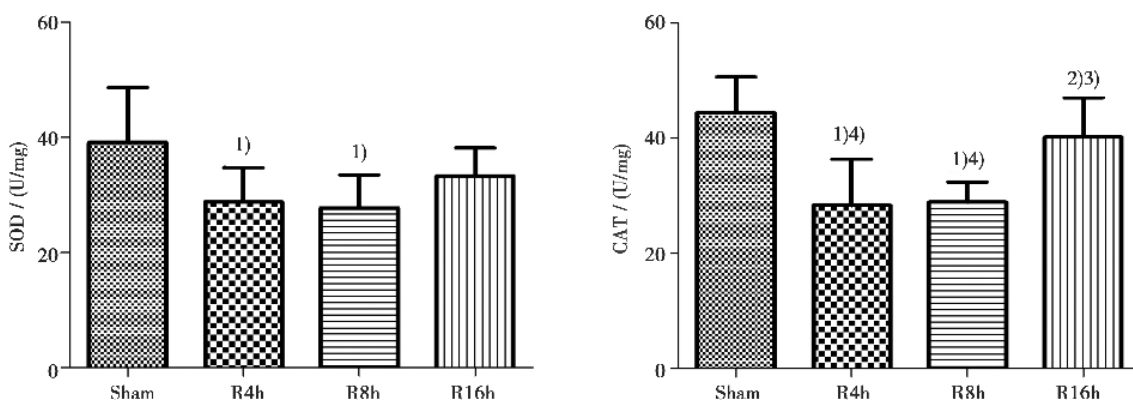 60
40
20
0
SOD / (U/mg)
1)
1)
Sham
R4h
R8h
R16h
60
40
20
0
CAT / (U/mg)
1)4)
1)4)
2)3)
Sham
R4h
R8h
R16h